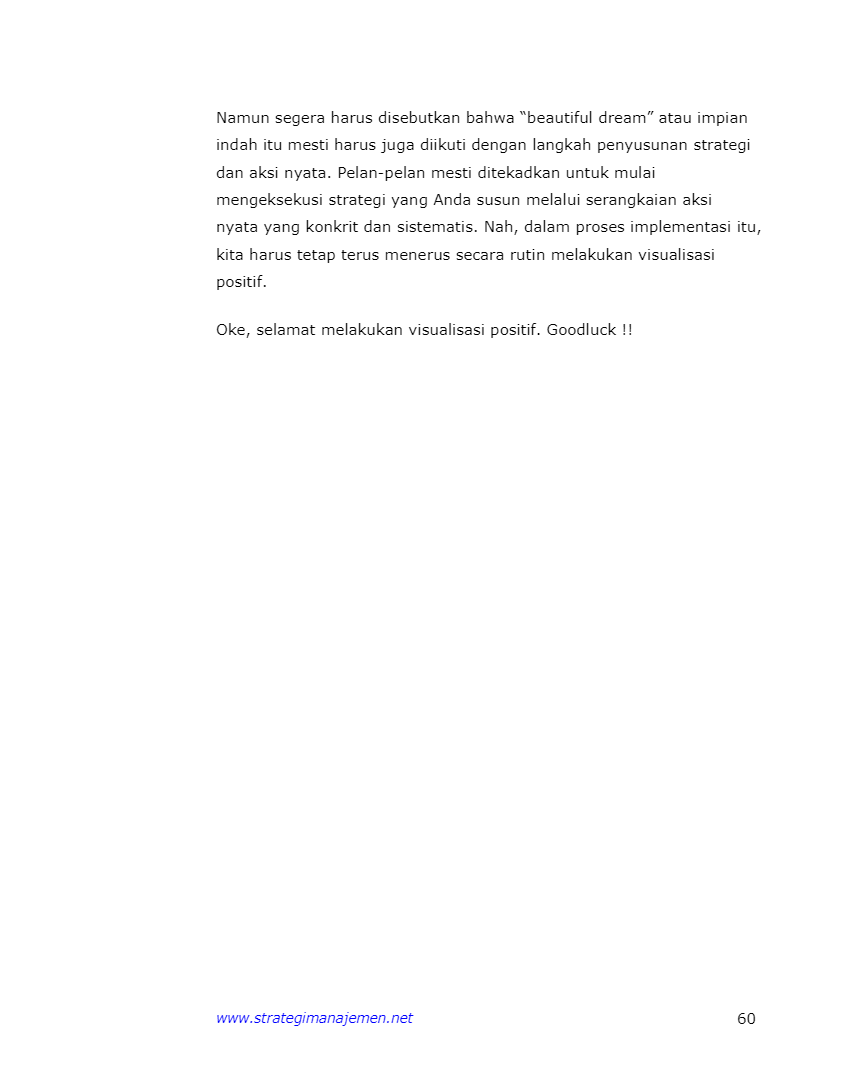 Namun segera harus disebutkan bahwa “beautiful dream” atau impian
indah itu mesti harus juga diikuti dengan langkah penyusunan strategi
dan aksi nyata. Pelan-pelan mesti ditekadkan untuk mulai
mengeksekusi strategi yang Anda susun melalui serangkaian aksi
nyata yang konkrit dan sistematis. Nah, dalam proses implementasi itu,
kita harus tetap terus menerus secara rutin melakukan visualisasi
positif.
Oke, selamat melakukan visualisasi positif. Goodluck !!
www.strategimanajemen.net 60